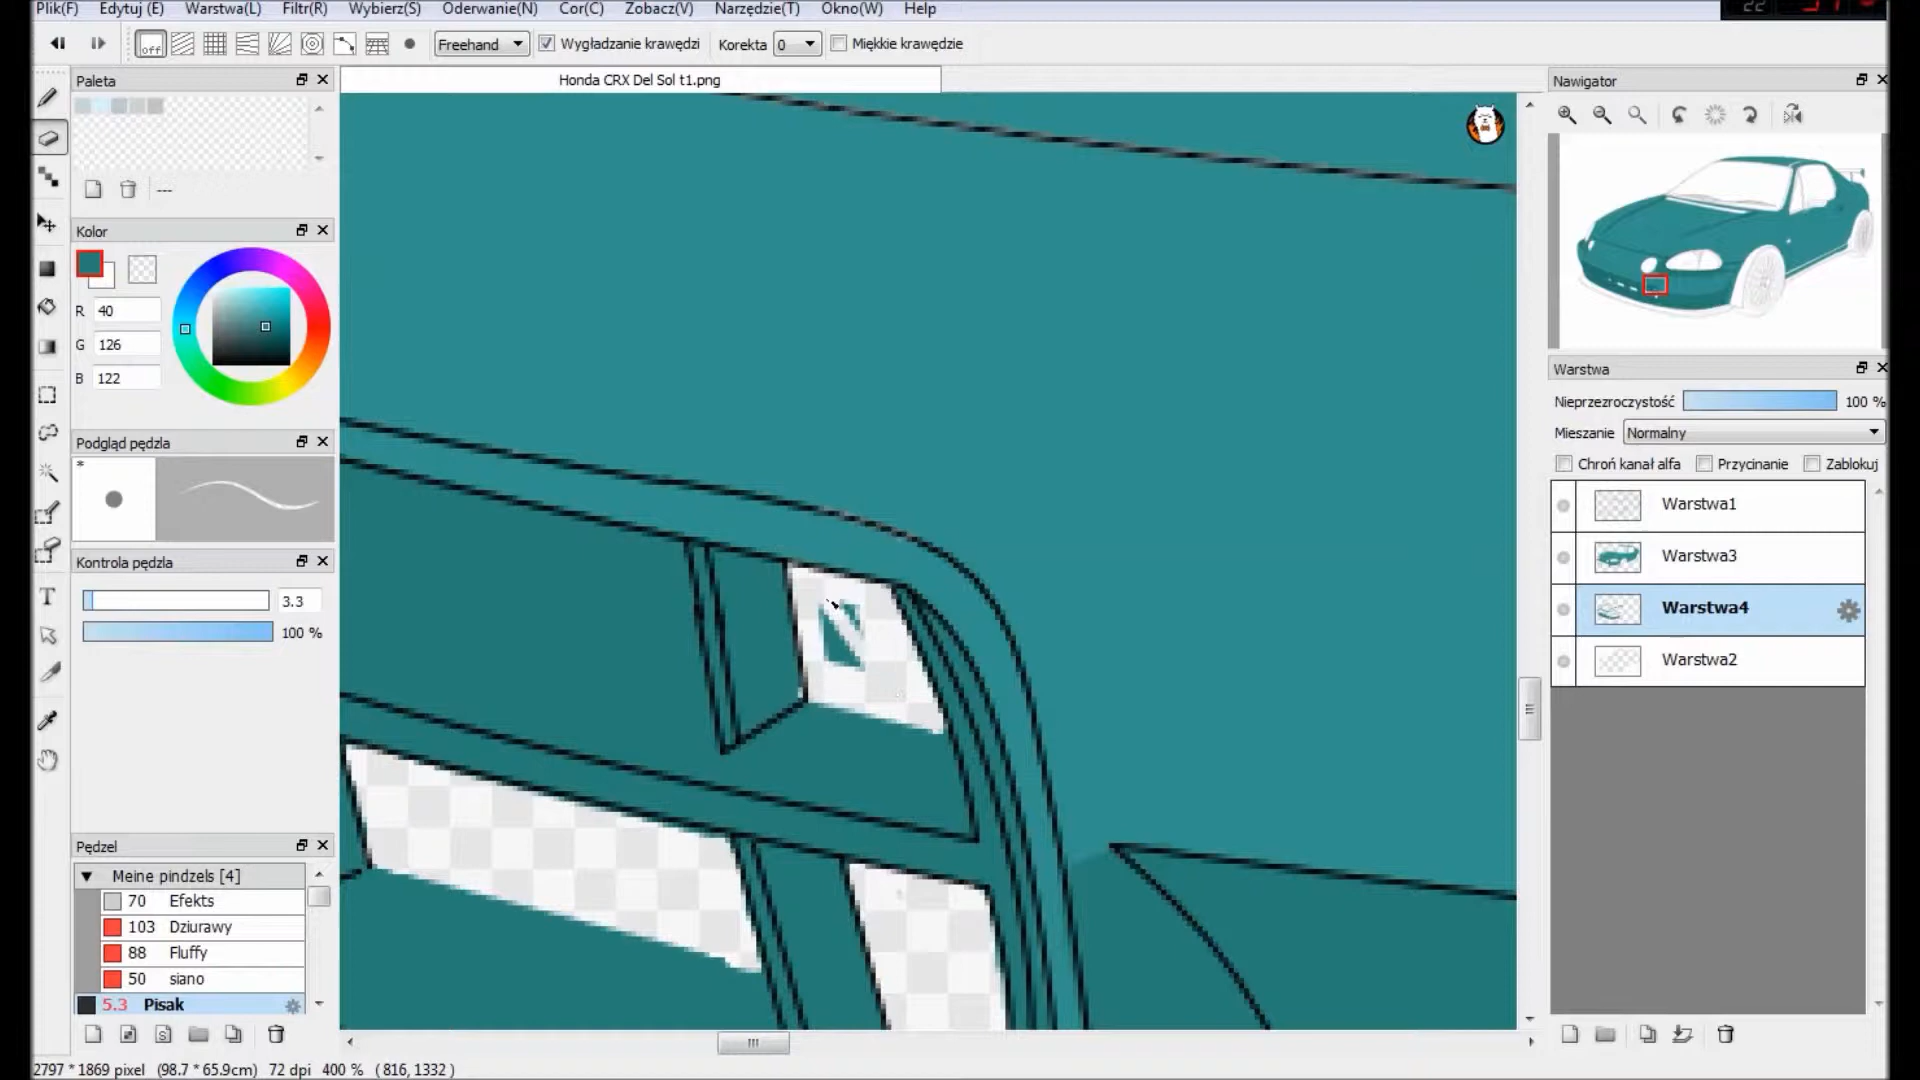 Plik(F) Edytuj (E) Warstwa(L) Filtr(R) Wybierz(S) Oderwanie(N) Cor(C) Zobacz(V) Narzędzie(T) Okno(W) Help
off Freehand Wygładzanie krawędzi Korekta 0 Miękkie krawędzie
Paleta
---
Kolor
R 40
G 126
B 122
Podgląd pędzla
*
Kontrola pędzla
3.3
100 %
Pędzel
Meine pindzels [4]
70 Efekts
103 Dziurawy
88 Fluffy
50 siano
5.3 Pisak
Honda CRX Del Sol t1.png
Nawigator
Warstwa
Nieprzezroczystość 100 %
Mieszanie Normalny
Chroń kanał alfa Przycinanie Zablokuj
Warstwa1
Warstwa3
Warstwa4
Warstwa2
2797 * 1869 pixel (98.7 * 65.9cm) 72 dpi 400 % ( 816, 1332 )